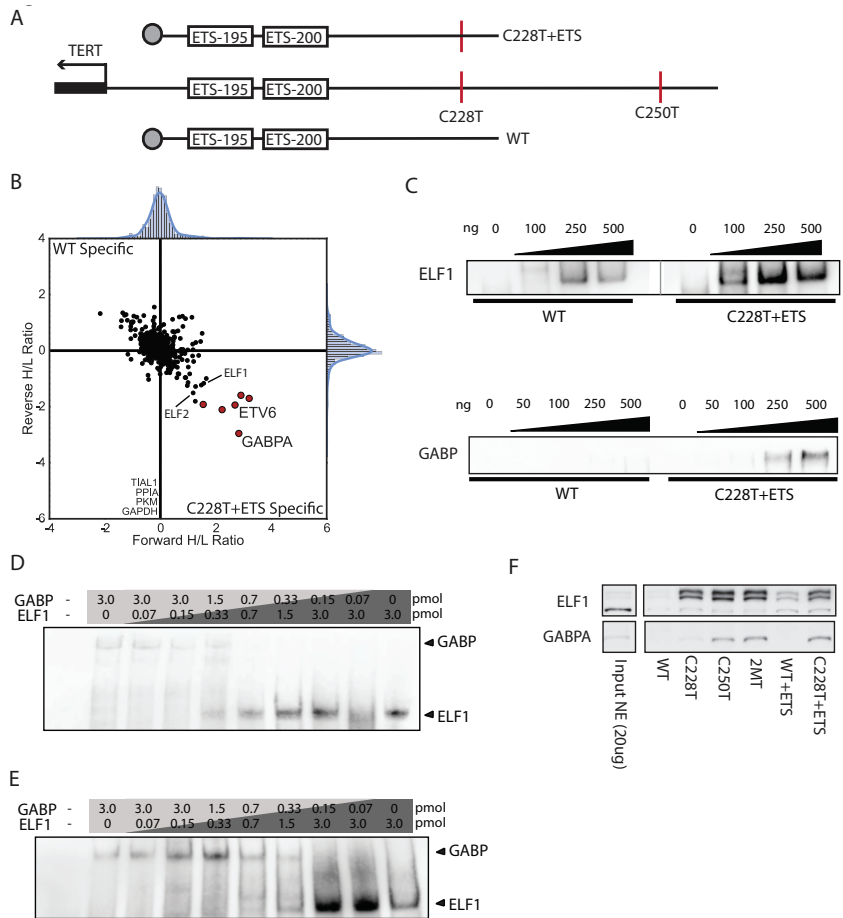 A
TERT
ETS-195 ETS-200 C228T+ETS
ETS-195 ETS-200
C228T C250T
ETS-195 ETS-200 WT
B
WT Specific
4
2
0
-2
-4
-6
Reverse H/L Ratio
ELF1
ELF2
ETV6
GABPA
TIAL1
PPIA
PKM
GAPDH
C228T+ETS Specific
-4 -2 0 2 4 6
Forward H/L Ratio
C
ng 0 100 250 500 0 100 250 500
ELF1
WT C228T+ETS
ng 0 50 100 250 500 0 50 100 250 500
GABP
WT C228T+ETS
D
GABP - 3.0 3.0 3.0 1.5 0.7 0.33 0.15 0.07 0 pmol
ELF1 - 0 0.07 0.15 0.33 0.7 1.5 3.0 3.0 3.0 pmol
GABP
ELF1
E
GABP - 3.0 3.0 3.0 1.5 0.7 0.33 0.15 0.07 0 pmol
ELF1 - 0 0.07 0.15 0.33 0.7 1.5 3.0 3.0 3.0 pmol
GABP
ELF1
F
ELF1
GABPA
Input NE (20ug)
WT
C228T
C250T
2MT
WT+ETS
C228T+ETS